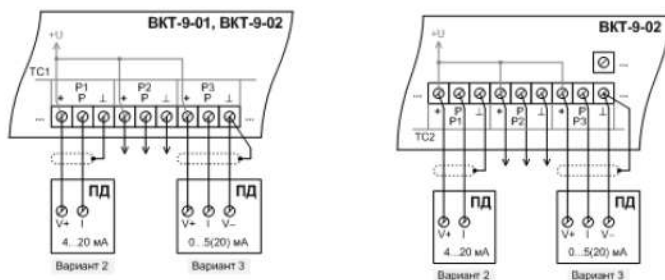 ВКТ-9-01, ВКТ-9-02
+U
ТС1
P1 P2 P3
+ P ⊥ + P ⊥ + P ⊥
... ...
ПД ПД
V+ I V+ I V–
4...20 мА 0...5(20) мА
Вариант 2 Вариант 3
ВКТ-9-02
+U
...
... ...
+ P ⊥ + P ⊥ + P ⊥
P1 P2 P3
ТС2
ПД ПД
V+ I V+ I V–
4...20 мА 0...5(20) мА
Вариант 2 Вариант 3